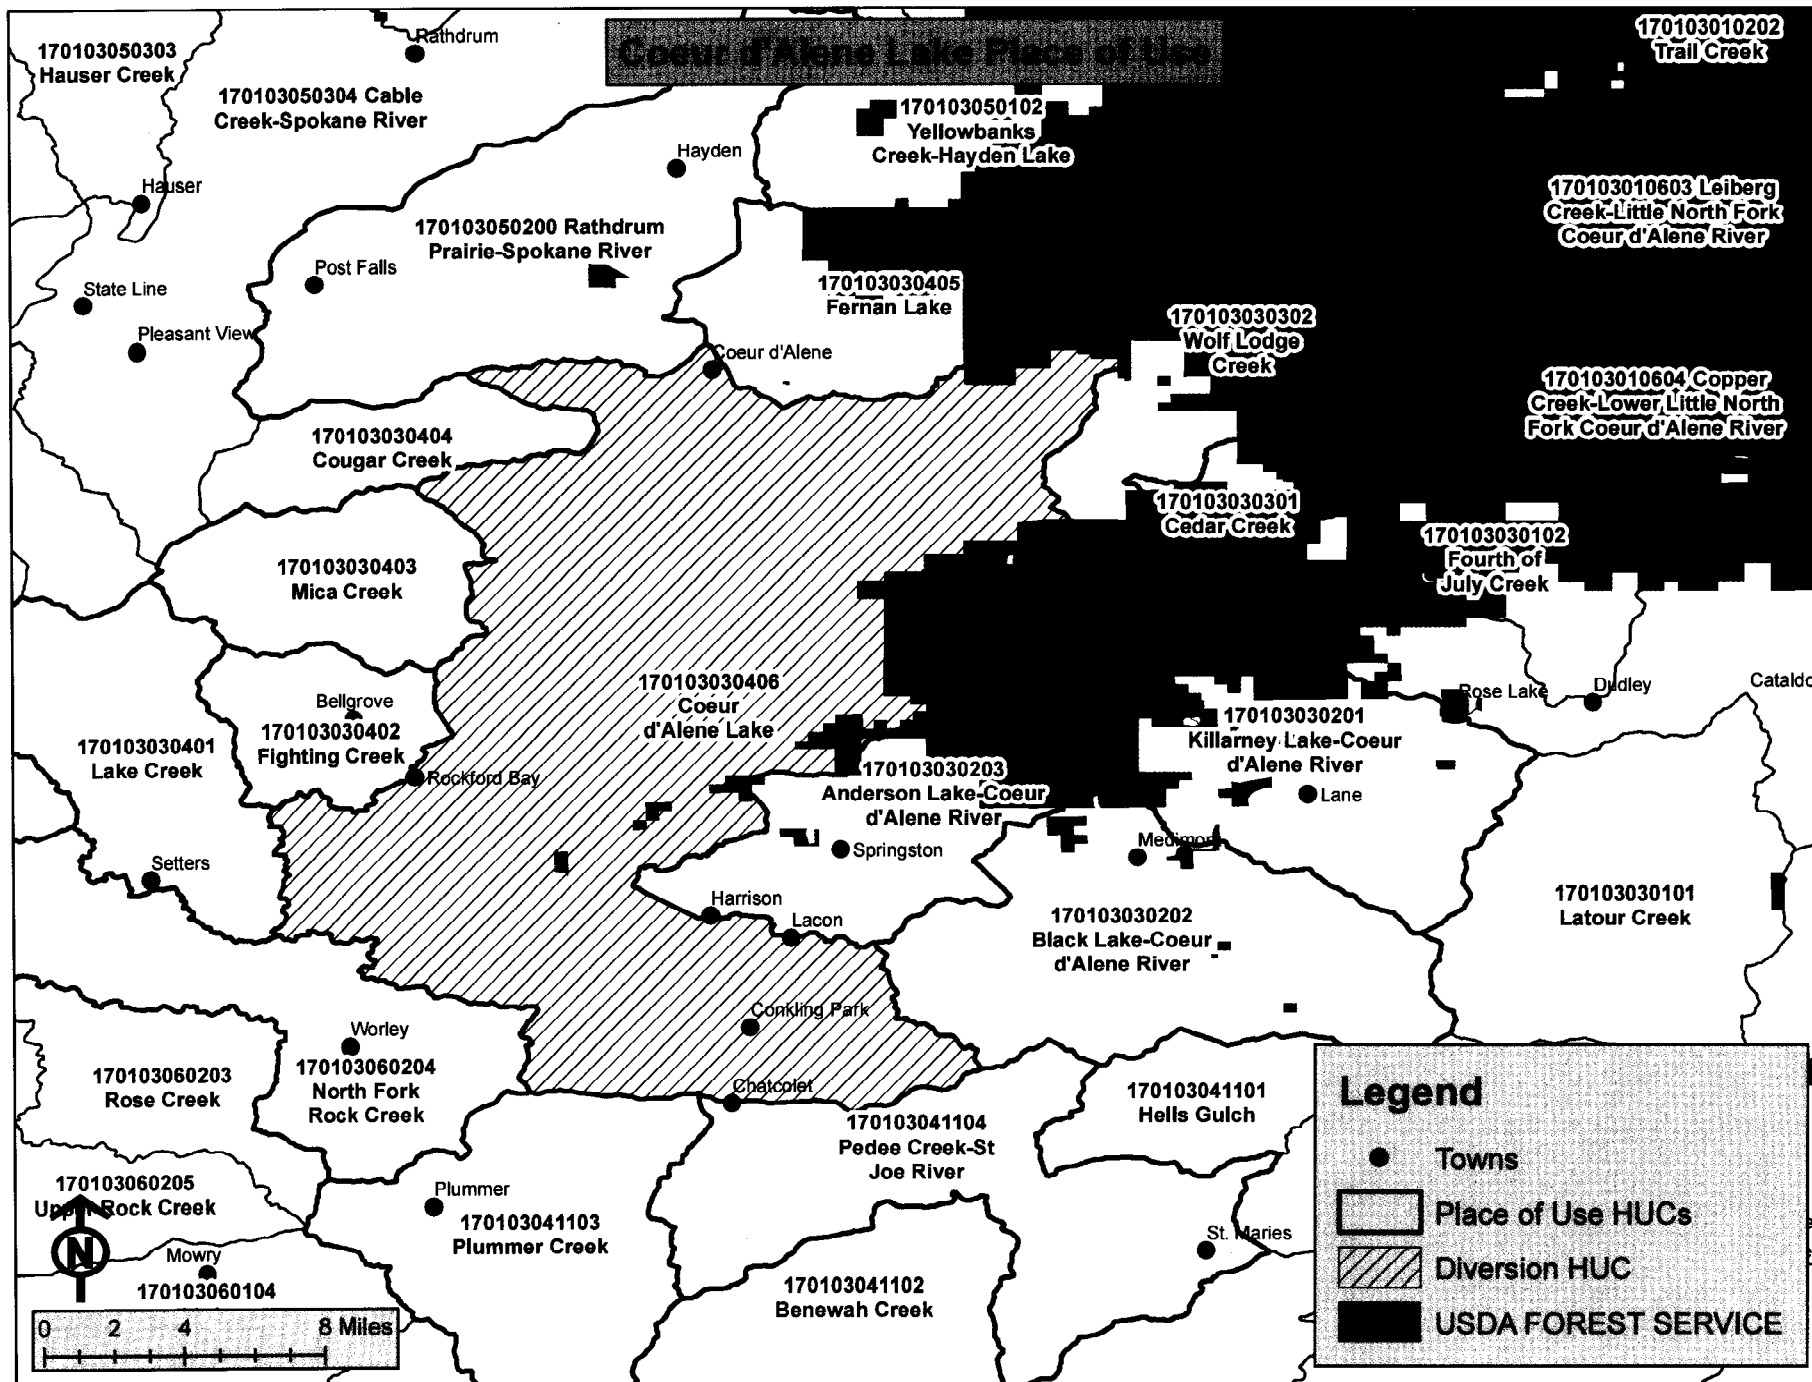 Coeur d'Alene Lake Place of Use
170103050303
Hauser Creek
Rathdrum
170103050304 Cable
Creek-Spokane River
170103010202
Trail Creek
170103050102
Yellowbanks
Creek-Hayden Lake
Hayden
Hauser
170103010603 Leiberg
Creek-Little North Fork
Coeur d'Alene River
170103050200 Rathdrum
Prairie-Spokane River
Post Falls
State Line
170103030405
Fernan Lake
Pleasant View
170103030302
Wolf Lodge
Creek
Coeur d'Alene
170103010604 Copper
Creek-Lower Little North
Fork Coeur d'Alene River
170103030404
Cougar Creek
170103030301
Cedar Creek
170103030102
Fourth of
July Creek
170103030403
Mica Creek
170103030406
Coeur
d'Alene Lake
Bellgrove
170103030402
Fighting Creek
170103030401
Lake Creek
Rockford Bay
Rose Lake
Dudley
Cataldo
170103030201
Killarney Lake-Coeur
d'Alene River
Lane
170103030203
Anderson Lake-Coeur
d'Alene River
Springston
Medimont
Setters
Harrison
Lacon
170103030202
Black Lake-Coeur
d'Alene River
170103030101
Latour Creek
Conkling Park
Worley
170103060204
North Fork
Rock Creek
170103060203
Rose Creek
Chatcolet
170103041104
Pedee Creek-St
Joe River
170103041101
Hells Gulch
170103060205
Upper Rock Creek
Plummer
170103041103
Plummer Creek
St. Maries
Mowry
170103060104
170103041102
Benewah Creek
N
0 2 4 8 Miles
Legend
Towns
Place of Use HUCs
Diversion HUC
USDA FOREST SERVICE